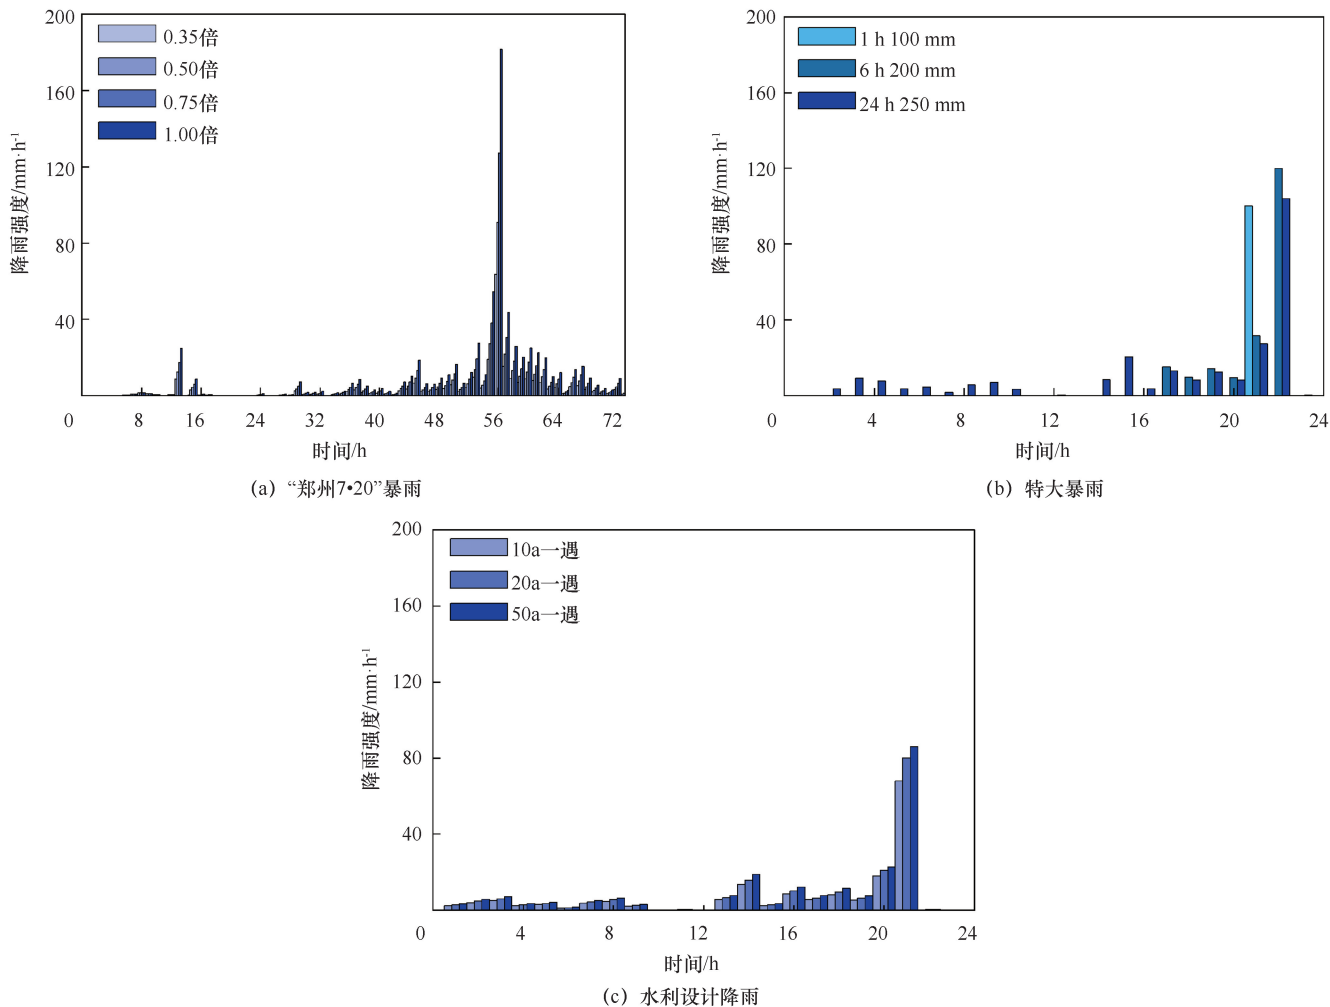 200
160
120
80
40
0 8 16 24 32 40 48 56 64 72
降雨强度/mm·h⁻¹
时间/h
0.35倍
0.50倍
0.75倍
1.00倍
(a) “郑州7•20”暴雨
200
160
120
80
40
0 4 8 12 16 20 24
降雨强度/mm·h⁻¹
时间/h
1 h 100 mm
6 h 200 mm
24 h 250 mm
(b) 特大暴雨
200
160
120
80
40
0 4 8 12 16 20 24
降雨强度/mm·h⁻¹
时间/h
10a一遇
20a一遇
50a一遇
(c) 水利设计降雨